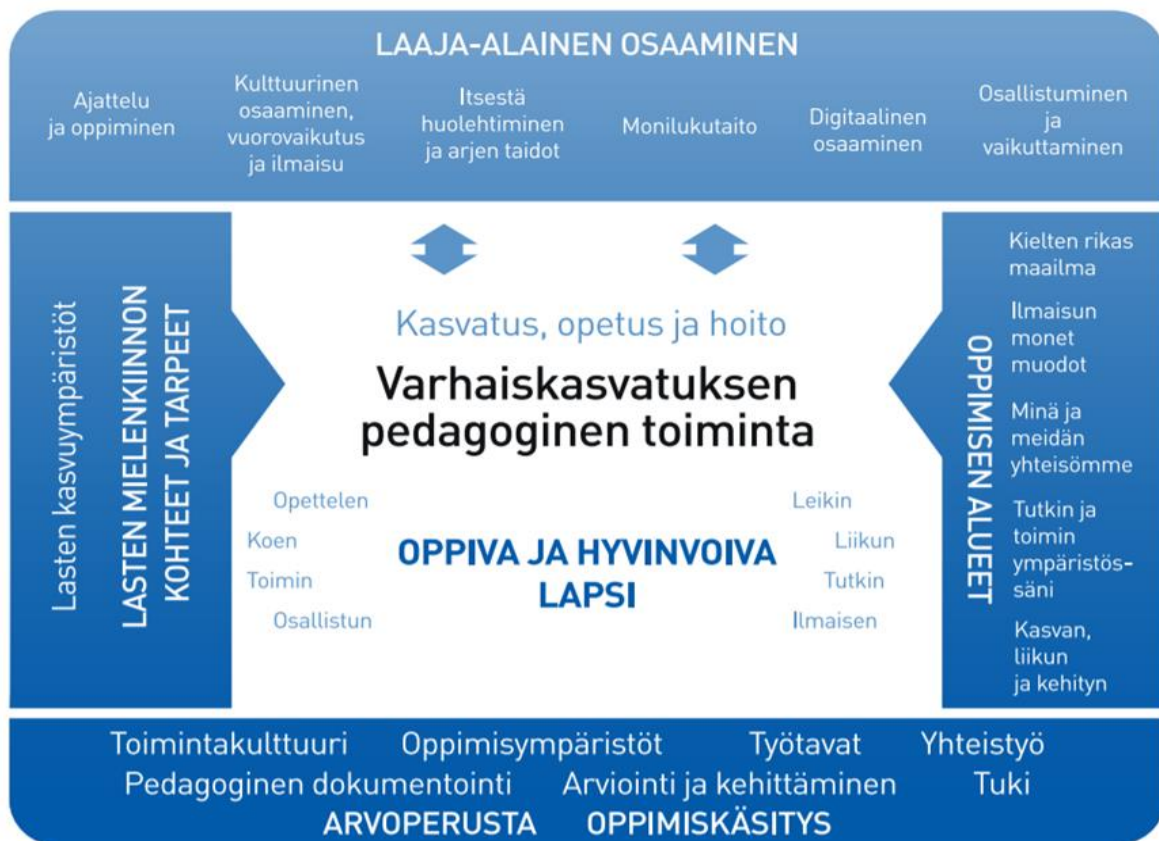 LAAJA-ALAINEN OSAAMINEN
Ajattelu
ja oppiminen
Kulttuurinen
osaaminen,
vuorovaikutus
ja ilmaisu
Itsestä
huolehtiminen
ja arjen taidot
Monilukutaito
Digitaalinen
osaaminen
Osallistuminen
ja
vaikuttaminen
Lasten kasvuympäristöt
LASTEN MIELENKIINNON
KOHTEET JA TARPEET
Kasvatus, opetus ja hoito
Varhaiskasvatuksen
pedagoginen toiminta
Opettelen
Koen
Toimin
Osallistun
OPPIVA JA HYVINVOIVA
LAPSI
Leikin
Liikun
Tutkin
Ilmaisen
OPPIMISEN ALUEET
Kielten rikas
maailma
Ilmaisun
monet
muodot
Minä ja
meidän
yhteisömme
Tutkin ja
toimin
ympäristös-
säni
Kasvan,
liikun
ja kehityn
Toimintakulttuuri Oppimisympäristöt Työtavat Yhteistyö
Pedagoginen dokumentointi Arviointi ja kehittäminen Tuki
ARVOPERUSTA OPPIMISKÄSITYS